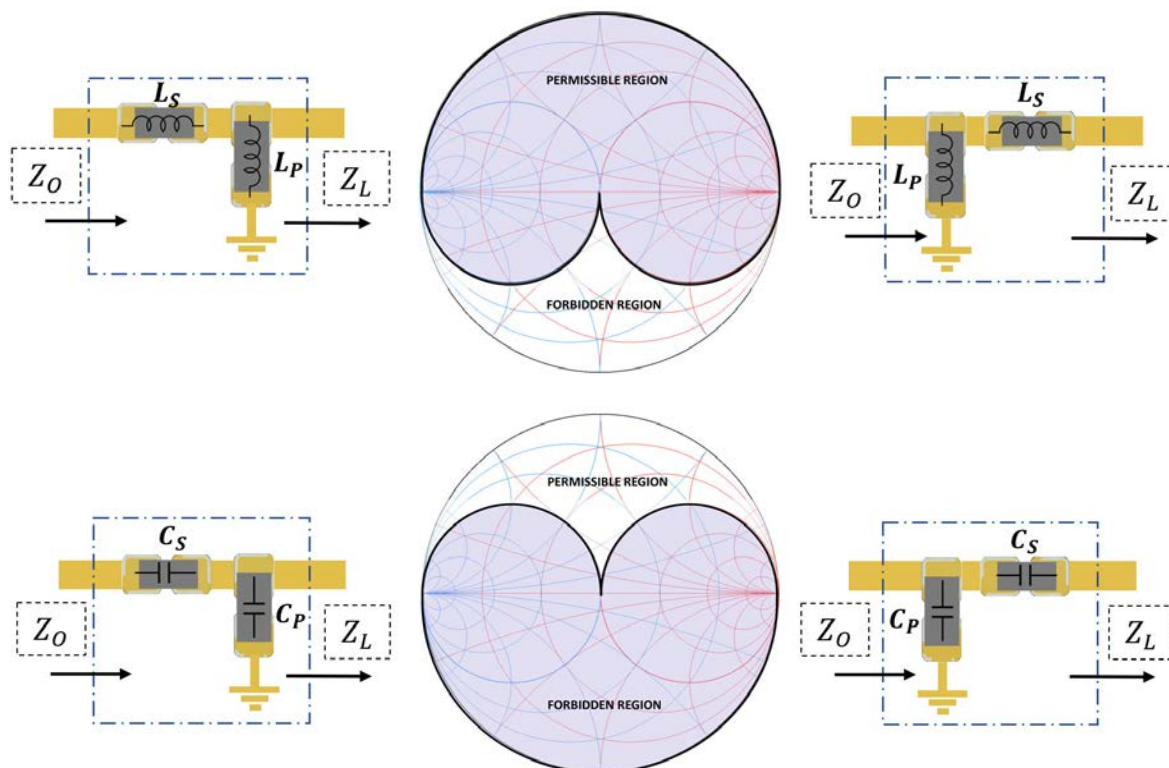 L_S
L_P
Z_O
Z_L
PERMISSIBLE REGION
FORBIDDEN REGION
L_S
L_P
Z_O
Z_L
C_S
C_P
Z_O
Z_L
PERMISSIBLE REGION
FORBIDDEN REGION
C_S
C_P
Z_O
Z_L